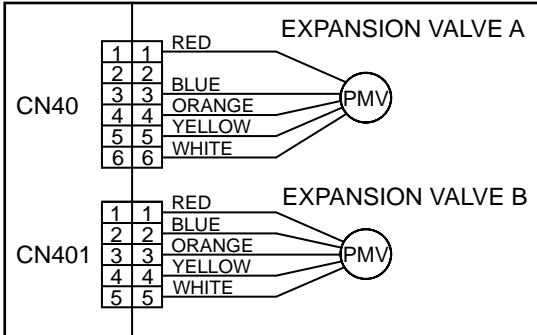 EXPANSION VALVE A
RED
1 1
2 2
BLUE
3 3
PMV
CN40
ORANGE
4 4
YELLOW
5 5
WHITE
6 6
EXPANSION VALVE B
RED
1 1
BLUE
2 2
ORANGE
CN401
3 3
PMV
YELLOW
4 4
WHITE
5 5